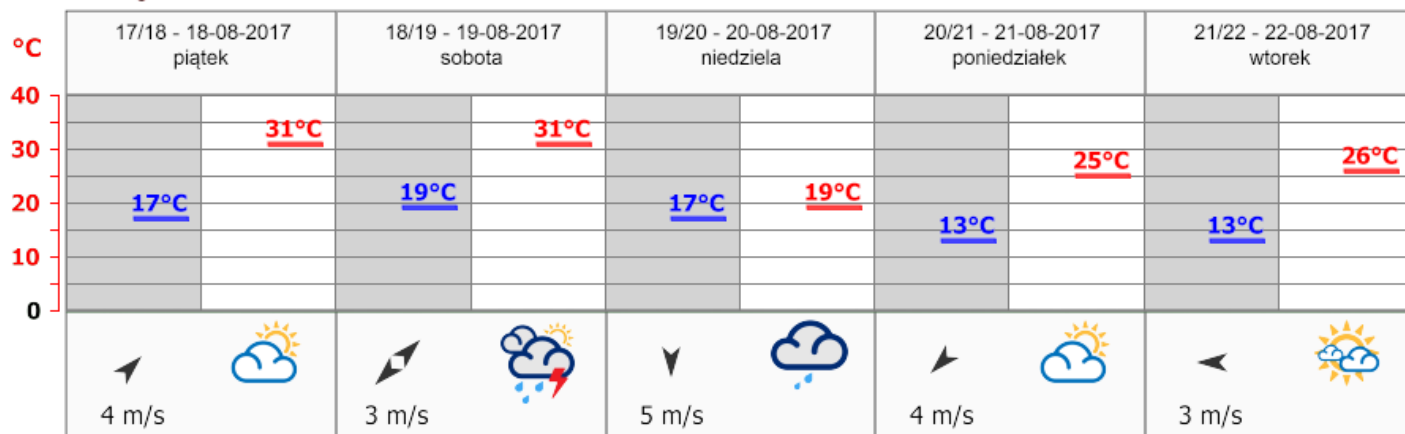 17/18 - 18-08-2017 18/19 - 19-08-2017 19/20 - 20-08-2017 20/21 - 21-08-2017 21/22 - 22-08-2017
°C piątek sobota niedziela poniedziałek wtorek
40
31°C 31°C
30
25°C 26°C
20
17°C 19°C 17°C 19°C
13°C 13°C
10
0
4 m/s 3 m/s 5 m/s 4 m/s 3 m/s